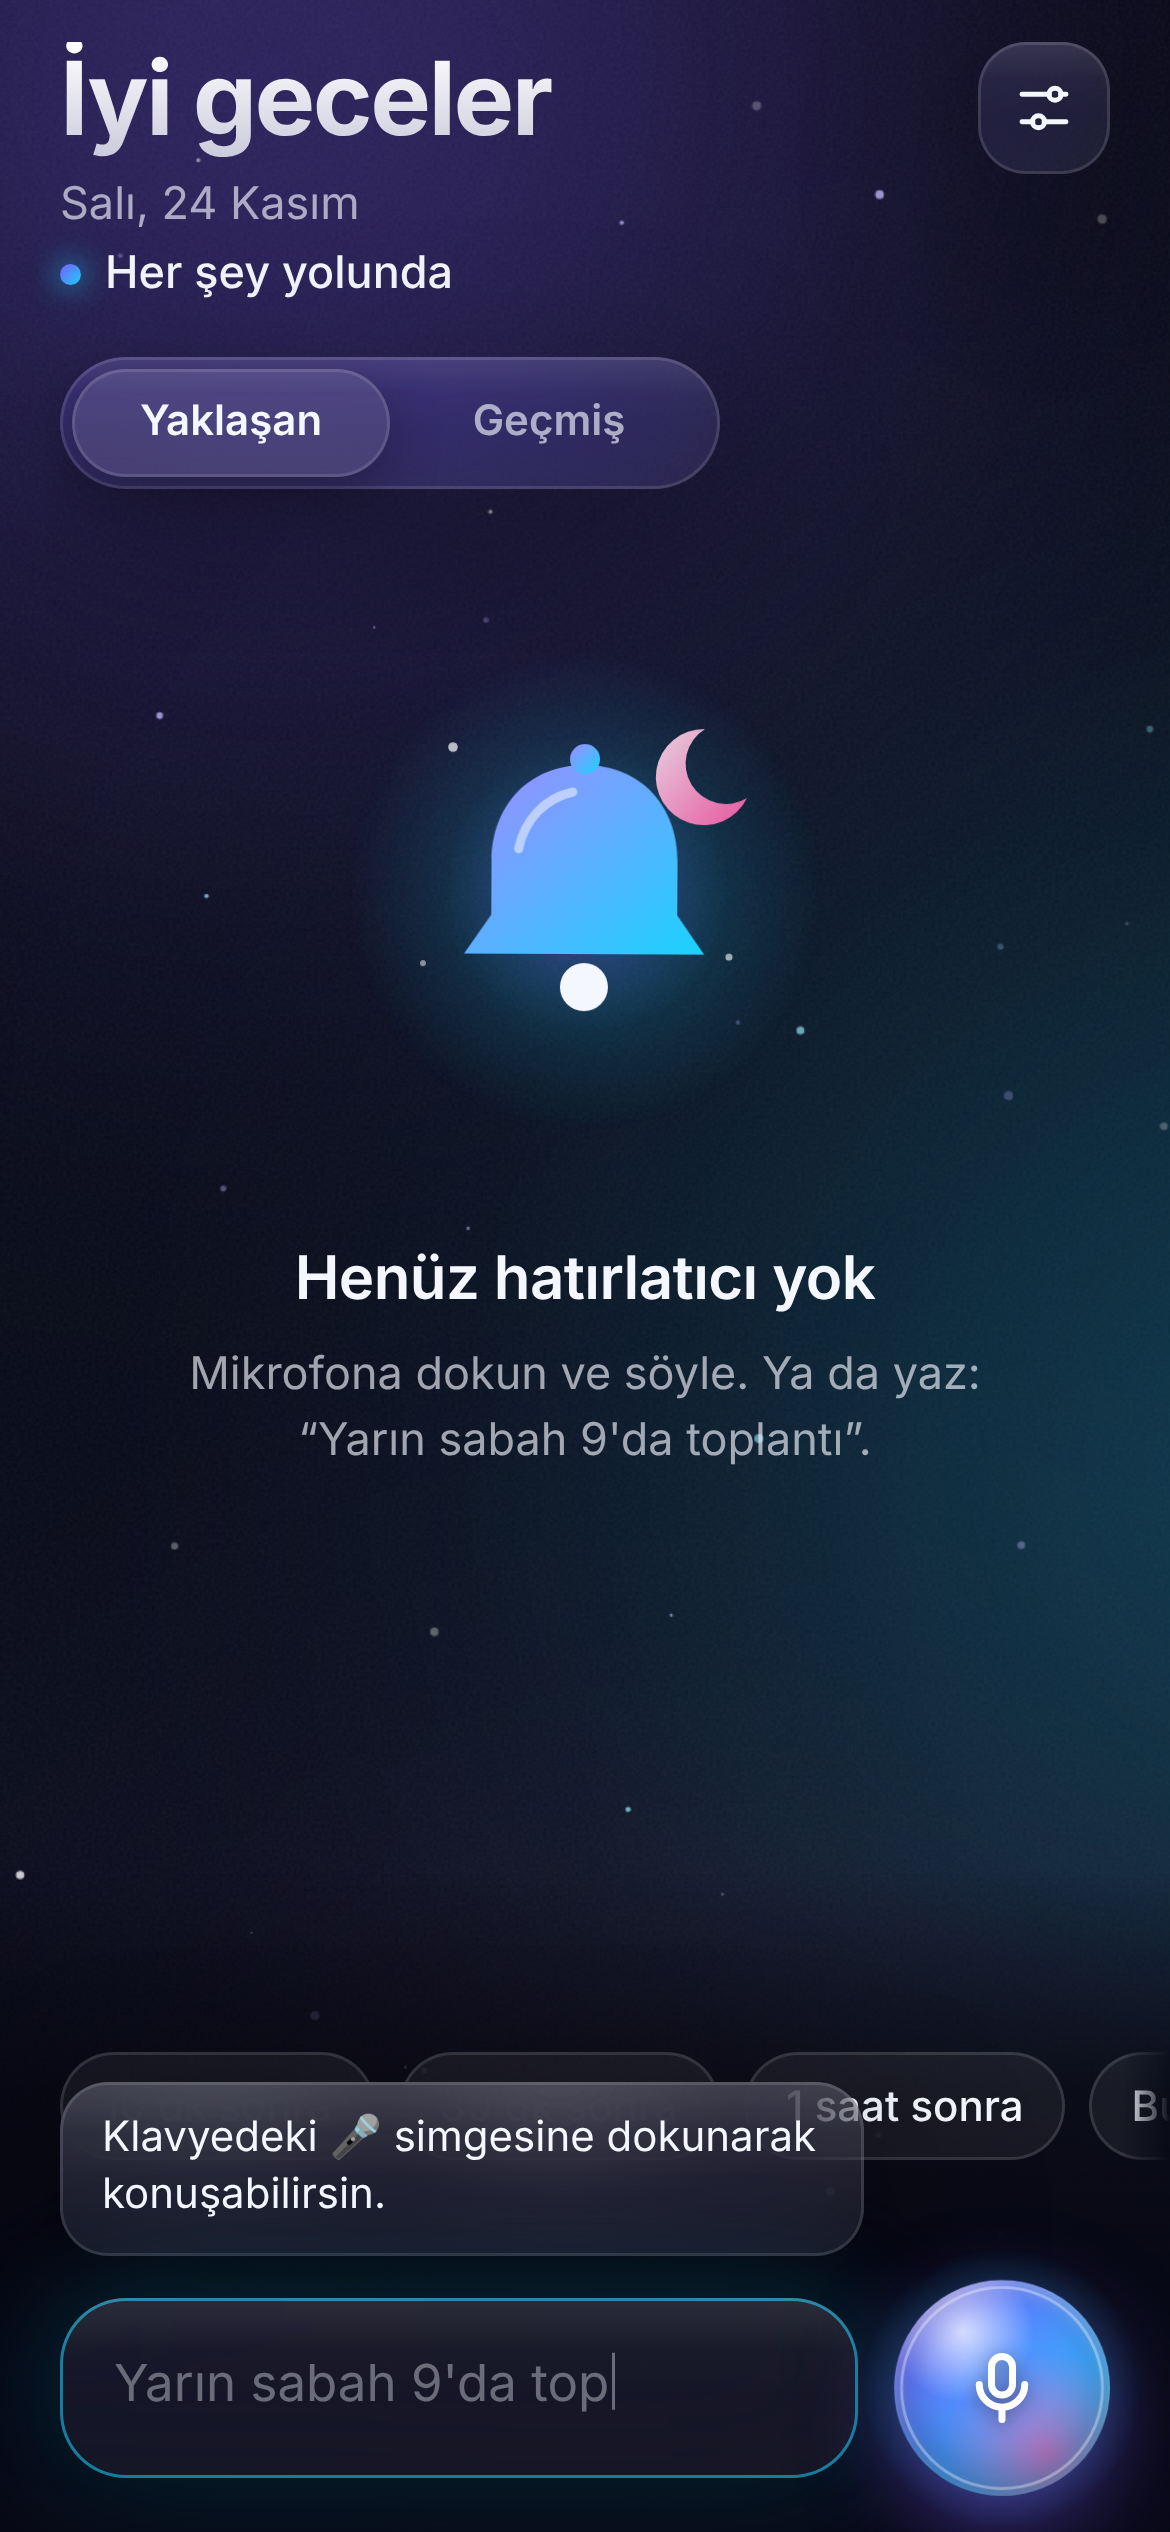 İyi geceler
Salı, 24 Kasım
Her şey yolunda
Yaklaşan
Geçmiş
Henüz hatırlatıcı yok
Mikrofona dokun ve söyle. Ya da yaz:
“Yarın sabah 9'da toplantı”.
1 saat sonra
Klavyedeki 🎤 simgesine dokunarak
konuşabilirsin.
Yarın sabah 9'da top